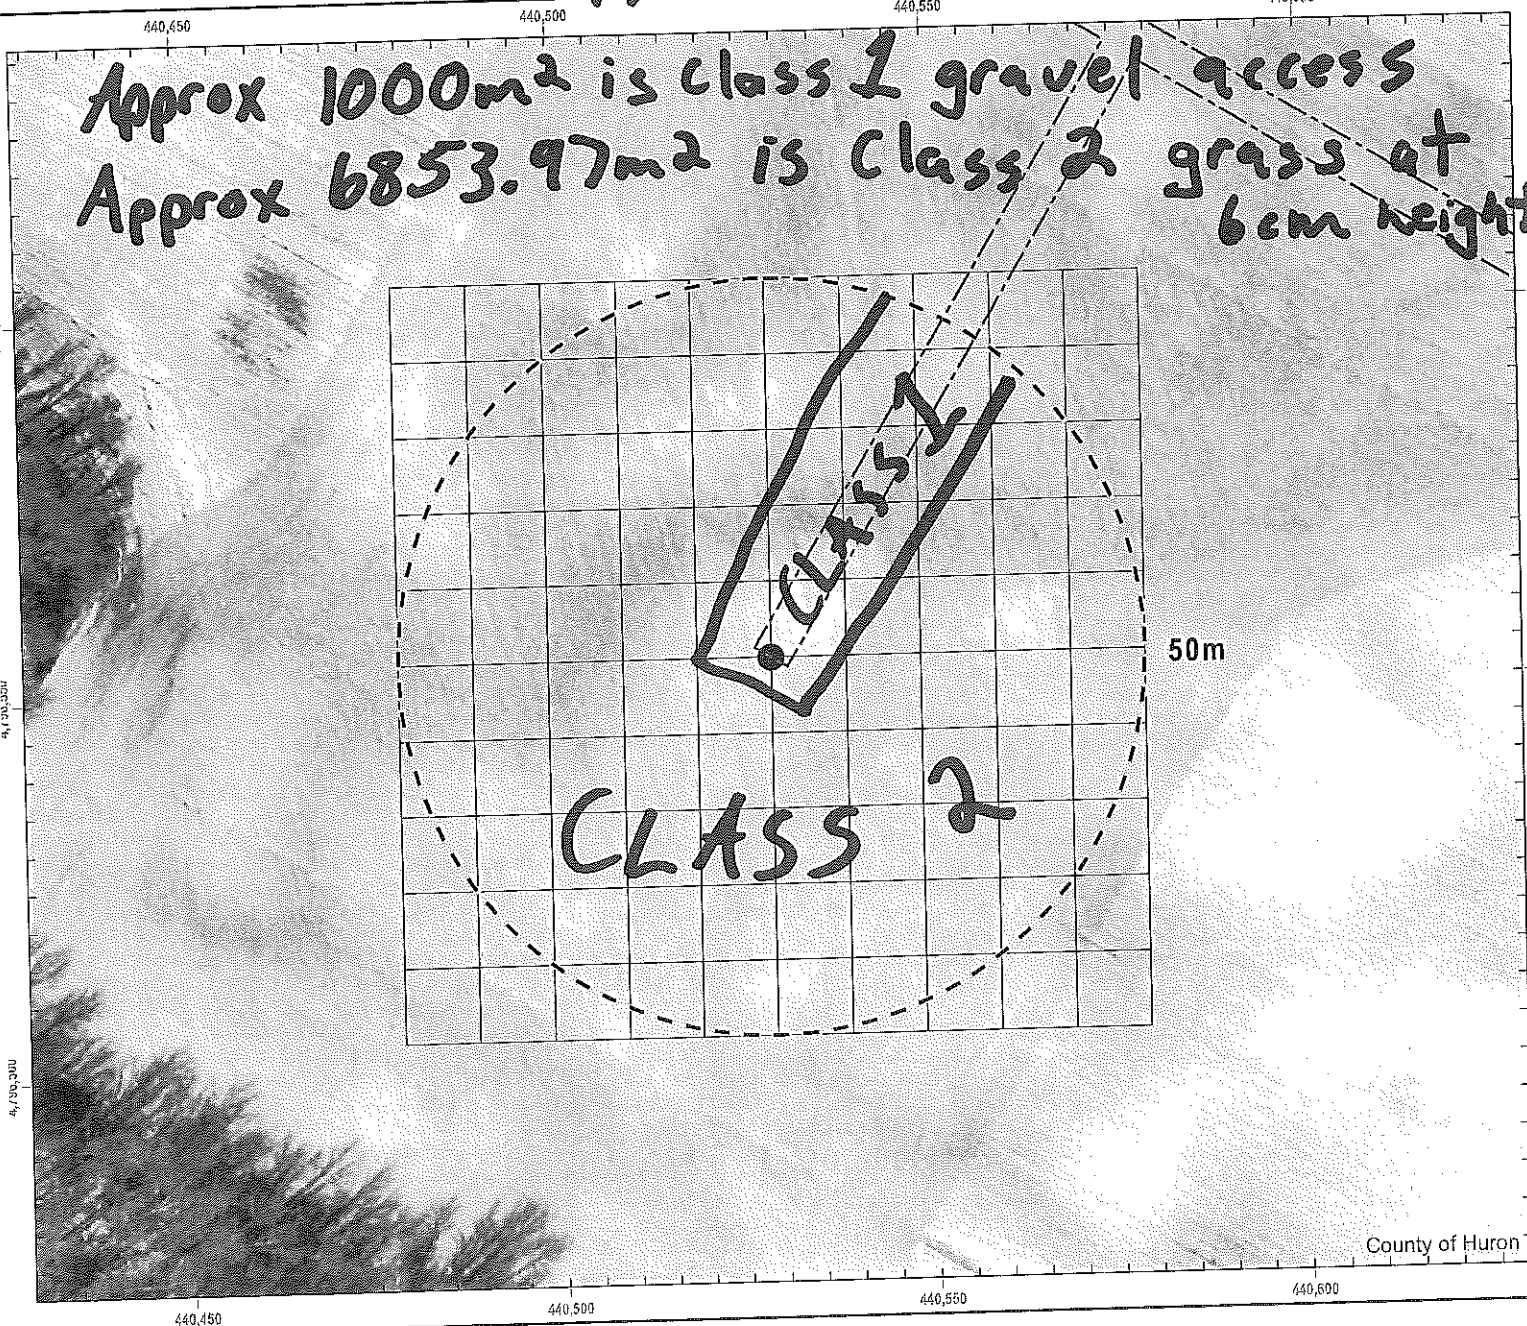 440,450 440,500 440,550
Approx 1000m2 is class 1 gravel access
Approx 6853.97m2 is Class 2 grass at
6cm height
CLASS 1
50m
CLASS 2
County of Huron
440,450 440,500 440,550 440,600